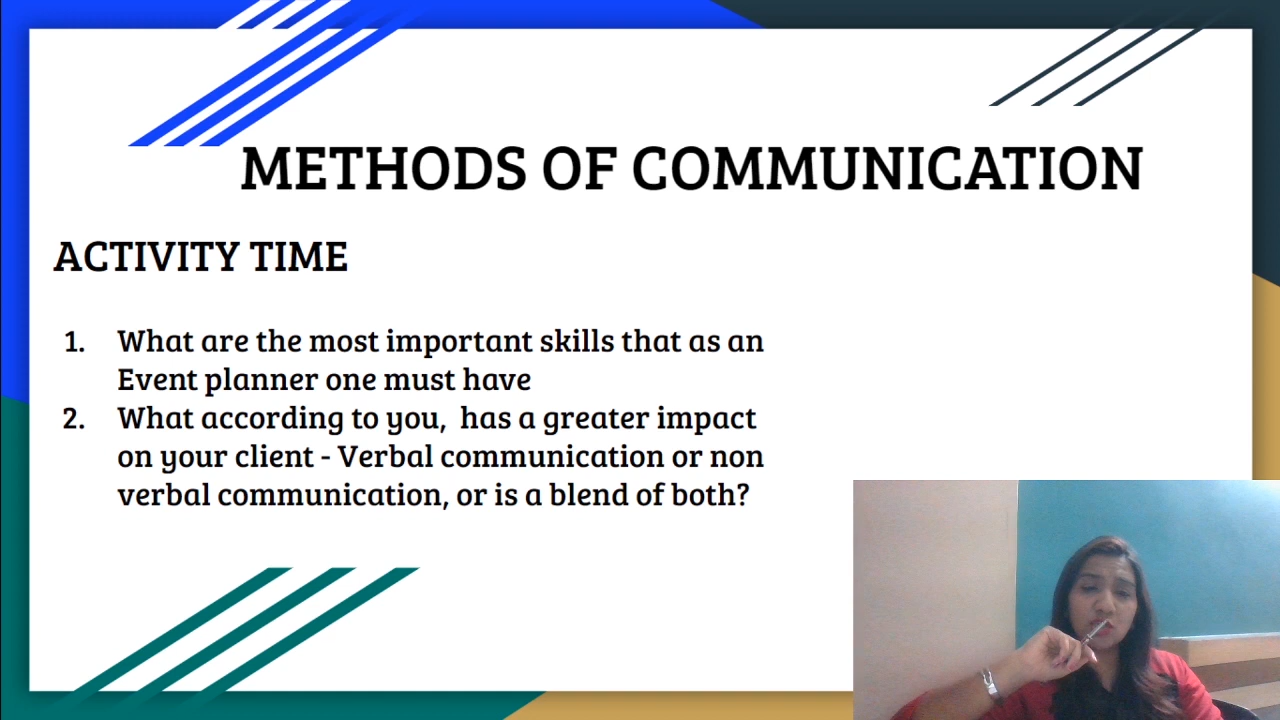 METHODS OF COMMUNICATION
ACTIVITY TIME
1. What are the most important skills that as an
Event planner one must have
2. What according to you, has a greater impact
on your client - Verbal communication or non
verbal communication, or is a blend of both?